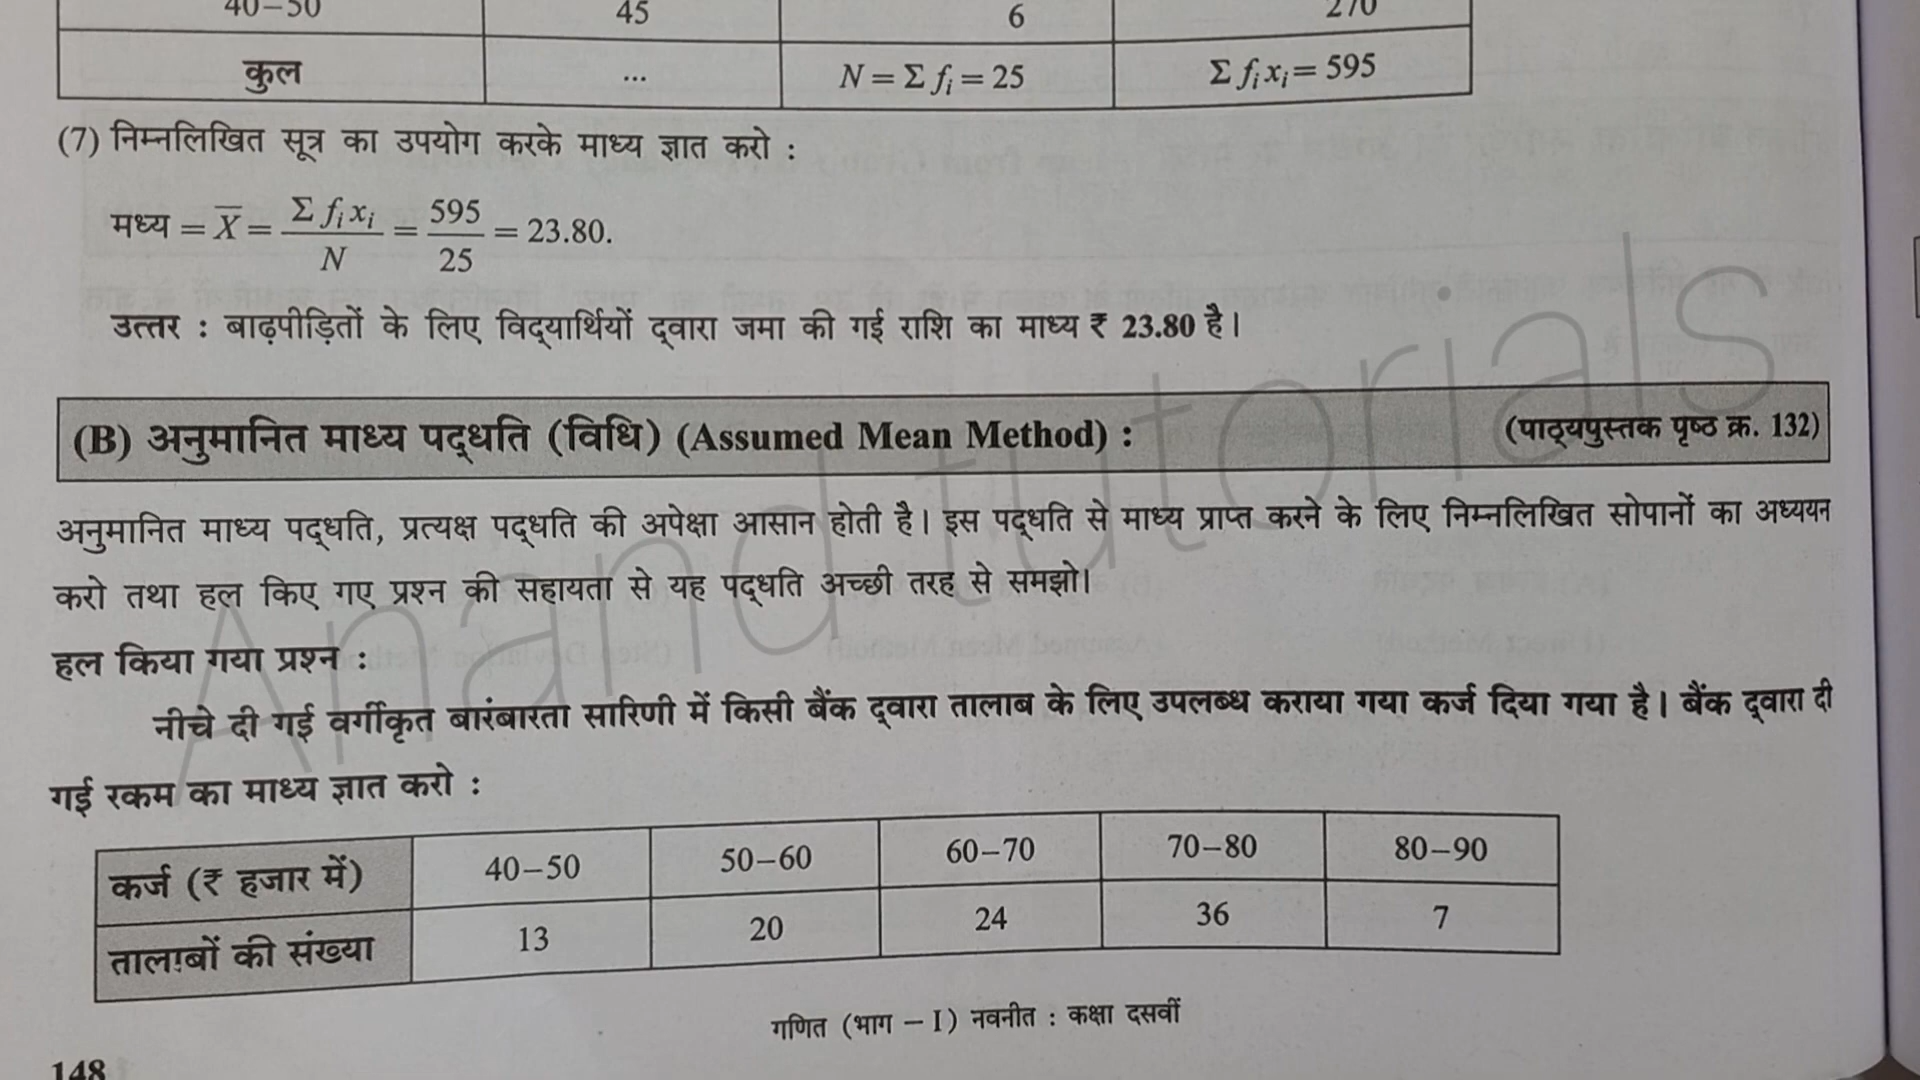 40–50 45 6 270
कुल ... N = Σ fᵢ = 25 Σ fᵢxᵢ = 595
(7) निम्नलिखित सूत्र का उपयोग करके माध्य ज्ञात करो :
मध्य = X̅ = Σ fᵢxᵢ / N = 595 / 25 = 23.80.
उत्तर : बाढ़पीड़ितों के लिए विद्‌यार्थियों द्‌वारा जमा की गई राशि का माध्य ₹ 23.80 है।
(B) अनुमानित माध्य पद्धति (विधि) (Assumed Mean Method) : (पाठ्यपुस्तक पृष्ठ क्र. 132)
अनुमानित माध्य पद्धति, प्रत्यक्ष पद्धति की अपेक्षा आसान होती है। इस पद्धति से माध्य प्राप्त करने के लिए निम्नलिखित सोपानों का अध्ययन
करो तथा हल किए गए प्रश्न की सहायता से यह पद्धति अच्छी तरह से समझो।
हल किया गया प्रश्न :
नीचे दी गई वर्गीकृत बारंबारता सारिणी में किसी बैंक द्‌वारा तालाब के लिए उपलब्ध कराया गया कर्ज दिया गया है। बैंक द्‌वारा दी
गई रकम का माध्य ज्ञात करो :
कर्ज (₹ हजार में) 40–50 50–60 60–70 70–80 80–90
तालाबों की संख्या 13 20 24 36 7
गणित (भाग – I) नवनीत : कक्षा दसवीं
148
Anand tutorials